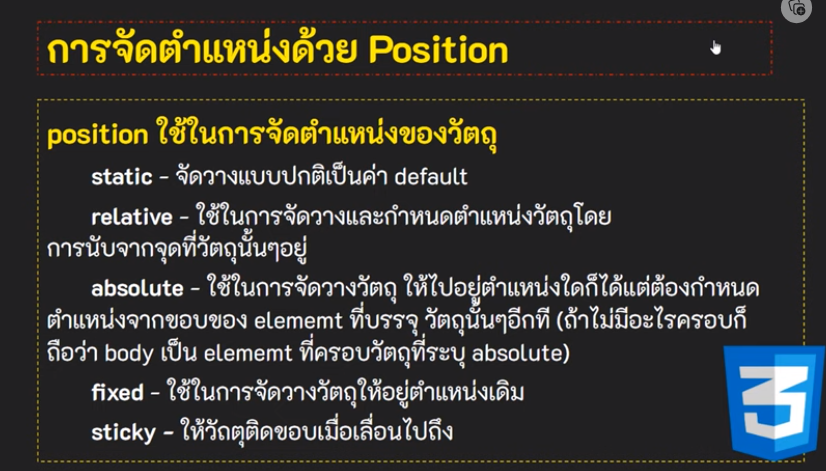 การจัดตำแหน่งด้วย Position
position ใช้ในการจัดตำแหน่งของวัตถุ
static - จัดวางแบบปกติเป็นค่า default
relative - ใช้ในการจัดวางและกำหนดตำแหน่งวัตถุโดย
การนับจากจุดที่วัตถุนั้นๆอยู่
absolute - ใช้ในการจัดวางวัตถุ ให้ไปอยู่ตำแหน่งใดก็ได้แต่ต้องกำหนด
ตำแหน่งจากขอบของ elememt ที่บรรจุ วัตถุนั้นๆอีกที (ถ้าไม่มีอะไรครอบก็
ถือว่า body เป็น elememt ที่ครอบวัตถุที่ระบุ absolute)
fixed - ใช้ในการจัดวางวัตถุให้อยู่ตำแหน่งเดิม
sticky - ให้วัถตุติดขอบเมื่อเลื่อนไปถึง
3